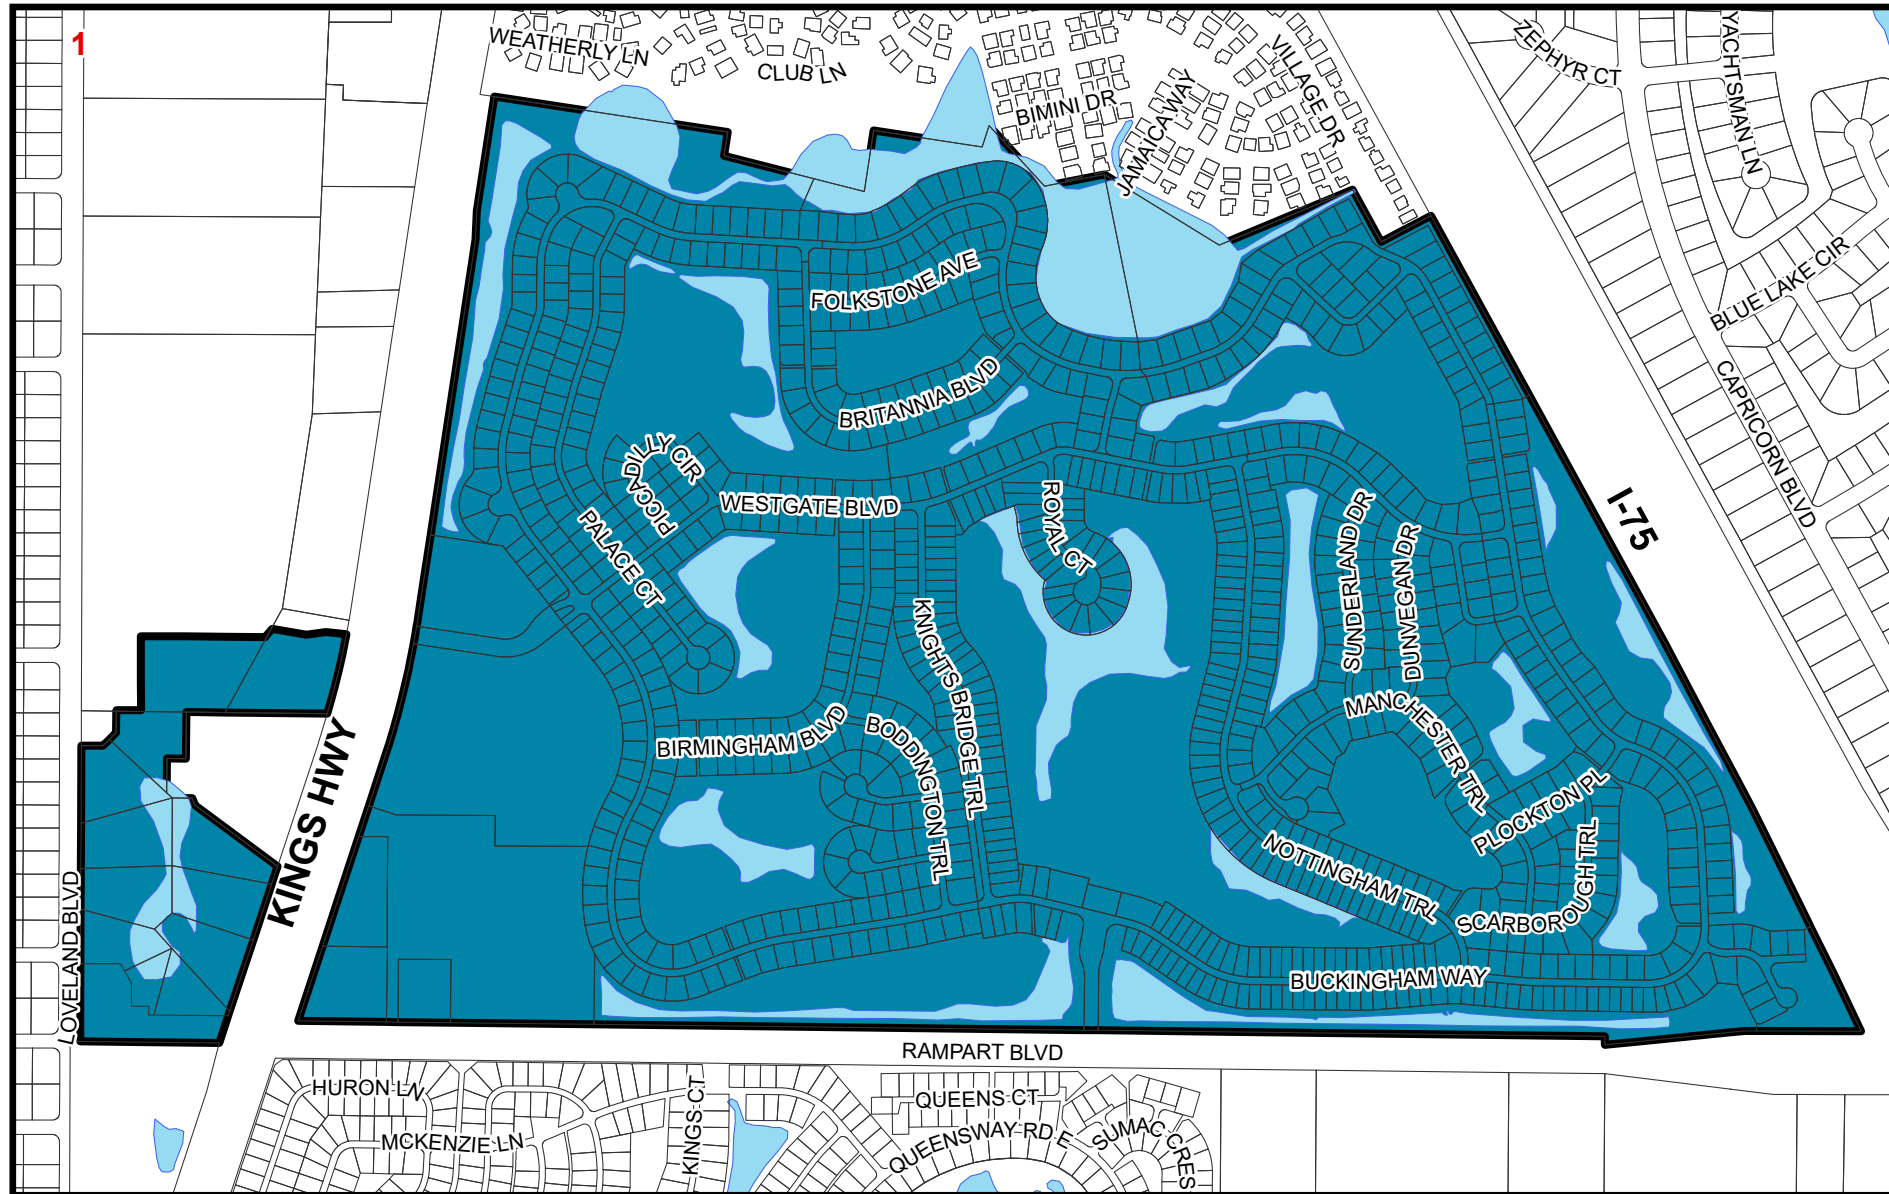 1
WEATHERLY LN
CLUB LN
BIMINI DR
JAMAICA WAY
VILLAGE DR
ZEPHYR CT
YACHTSMAN LN
BLUE LAKE CIR
CAPRICORN BLVD
FOLKSTONE AVE
BRITANNIA BLVD
PICCADILLY CIR
WESTGATE BLVD
PALACE CT
ROYAL CT
SUNDERLAND DR
DUNVEGAN DR
I-75
KNIGHTS BRIDGE TRL
BIRMINGHAM BLVD
BODDINGTON TRL
MANCHESTER TRL
PLOCKTON PL
NOTTINGHAM TRL
SCARBOROUGH TRL
KINGS HWY
LOVELAND BLVD
BUCKINGHAM WAY
RAMPART BLVD
HURON LN
MCKENZIE LN
KINGS CT
QUEENS CT
QUEENSWAY RD E
SUMAC CRES